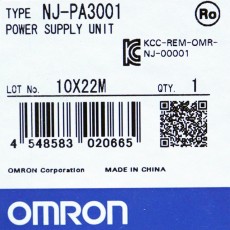 TYPE NJ-PA3001
POWER SUPPLY UNIT
Ro
KCC-REM-OMR-
NJ-00001
LOT No. 10X22M QTY. 1
4 548583 020665
OMRON Corporation MADE IN CHINA
OMRON